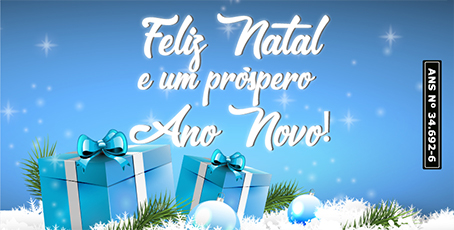 Feliz Natal
e um próspero
Ano Novo!
ANS Nº 34.692-6